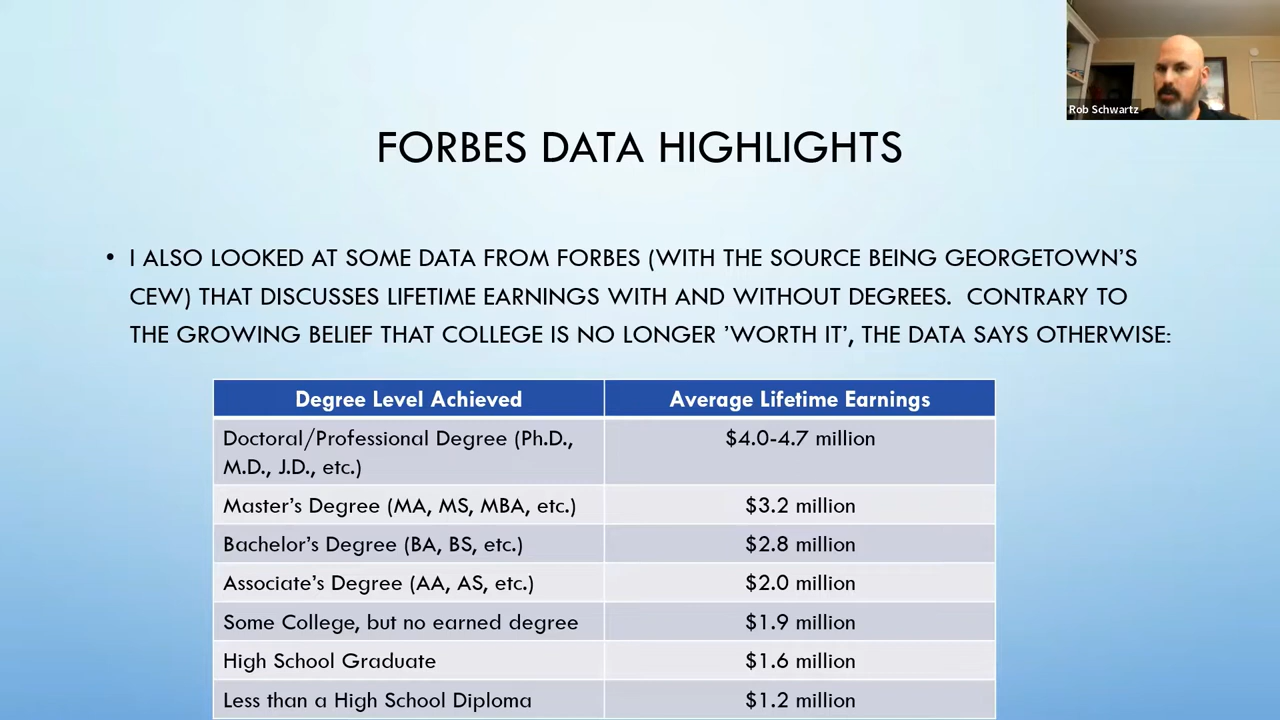 Rob Schwartz
FORBES DATA HIGHLIGHTS
• I ALSO LOOKED AT SOME DATA FROM FORBES (WITH THE SOURCE BEING GEORGETOWN'S
CEW) THAT DISCUSSES LIFETIME EARNINGS WITH AND WITHOUT DEGREES.  CONTRARY TO
THE GROWING BELIEF THAT COLLEGE IS NO LONGER 'WORTH IT', THE DATA SAYS OTHERWISE:
Degree Level Achieved Average Lifetime Earnings
Doctoral/Professional Degree (Ph.D., $4.0-4.7 million
M.D., J.D., etc.)
Master's Degree (MA, MS, MBA, etc.) $3.2 million
Bachelor's Degree (BA, BS, etc.) $2.8 million
Associate's Degree (AA, AS, etc.) $2.0 million
Some College, but no earned degree $1.9 million
High School Graduate $1.6 million
Less than a High School Diploma $1.2 million